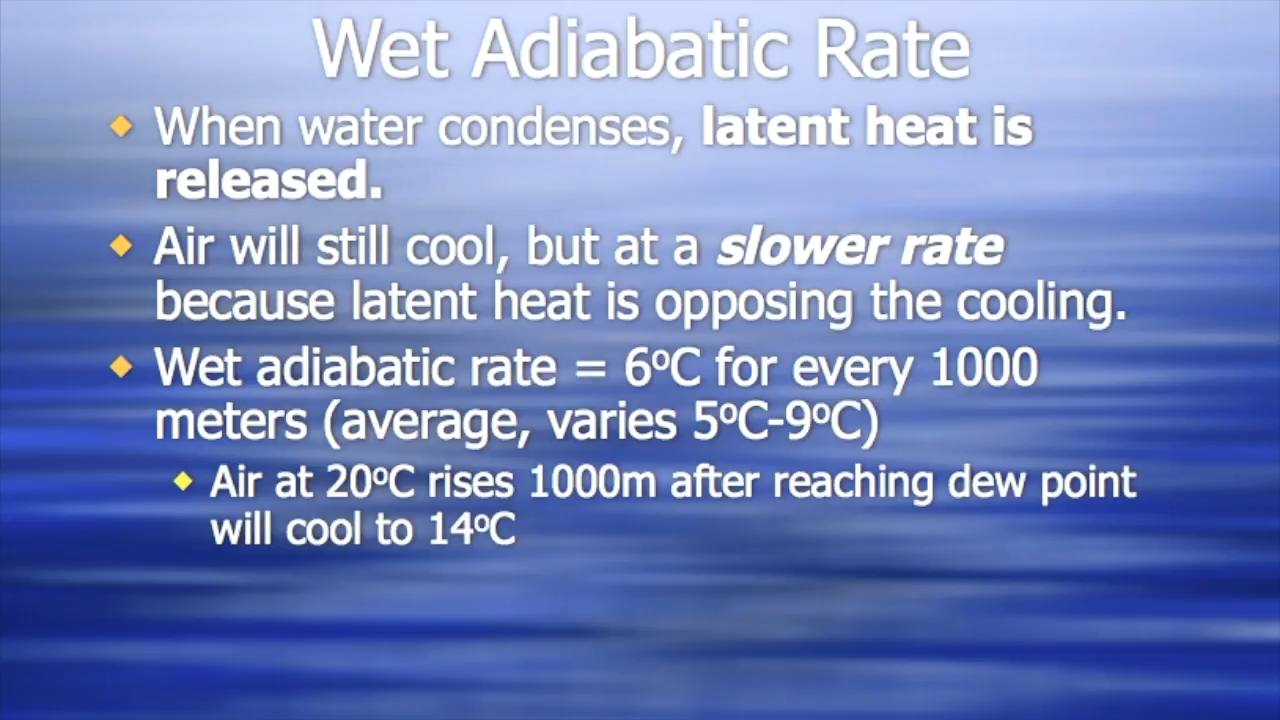 Wet Adiabatic Rate
When water condenses, latent heat is
released.
Air will still cool, but at a slower rate
because latent heat is opposing the cooling.
Wet adiabatic rate = 6ºC for every 1000
meters (average, varies 5ºC-9ºC)
Air at 20ºC rises 1000m after reaching dew point
will cool to 14ºC